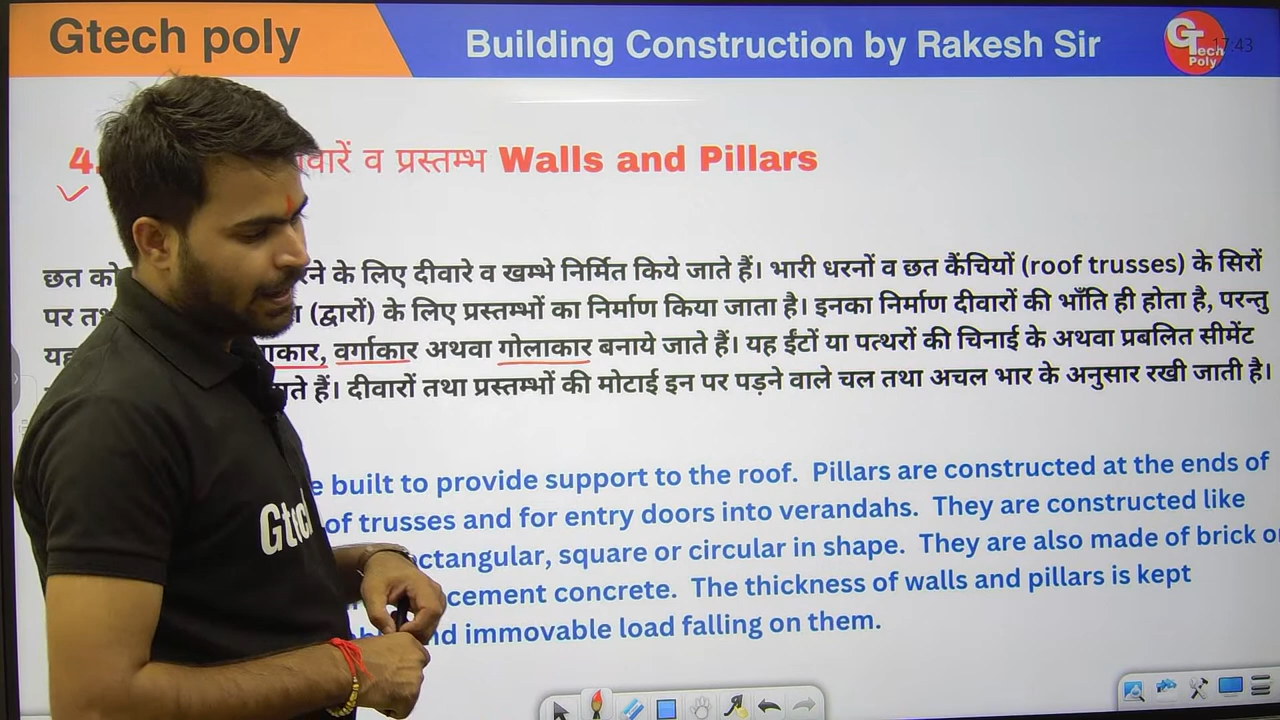 Gtech poly
Building Construction by Rakesh Sir
GTech Poly
17:43
4. व प्रस्तम्भ Walls and Pillars
छत को के लिए दीवारे व खम्भे निर्मित किये जाते हैं। भारी धरनों व छत कैंचियों (roof trusses) के सिरों
पर (द्वारों) के लिए प्रस्तम्भों का निर्माण किया जाता है। इनका निर्माण दीवारों की भाँति ही होता है, परन्तु
यह वर्गाकार अथवा गोलाकार बनाये जाते हैं। यह ईंटों या पत्थरों की चिनाई के अथवा प्रबलित सीमेंट
हैं। दीवारों तथा प्रस्तम्भों की मोटाई इन पर पड़ने वाले चल तथा अचल भार के अनुसार रखी जाती है।
built to provide support to the roof. Pillars are constructed at the ends of
of trusses and for entry doors into verandahs. They are constructed like
square or circular in shape. They are also made of brick or
cement concrete. The thickness of walls and pillars is kept
immovable load falling on them.